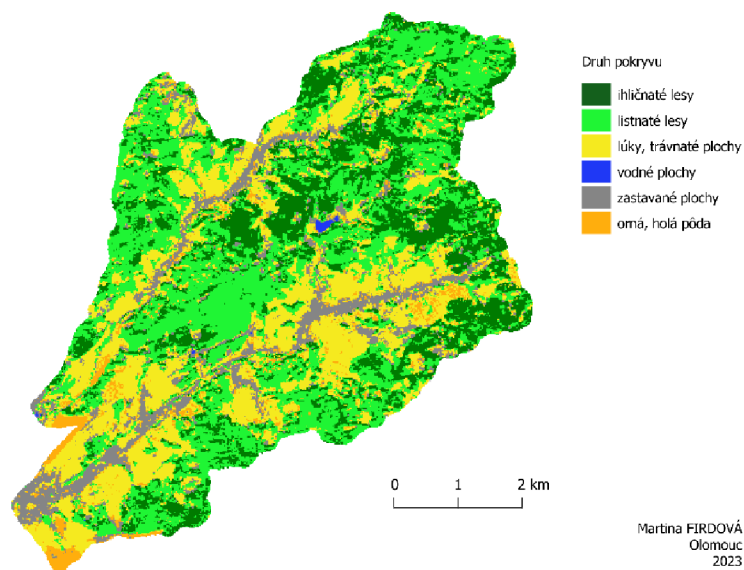 Druh pokryvu
ihličnaté lesy
listnaté lesy
lúky, trávnaté plochy
vodné plochy
zastavané plochy
orná, holá pôda
0 1 2 km
Martina FIRDOVÁ
Olomouc
2023